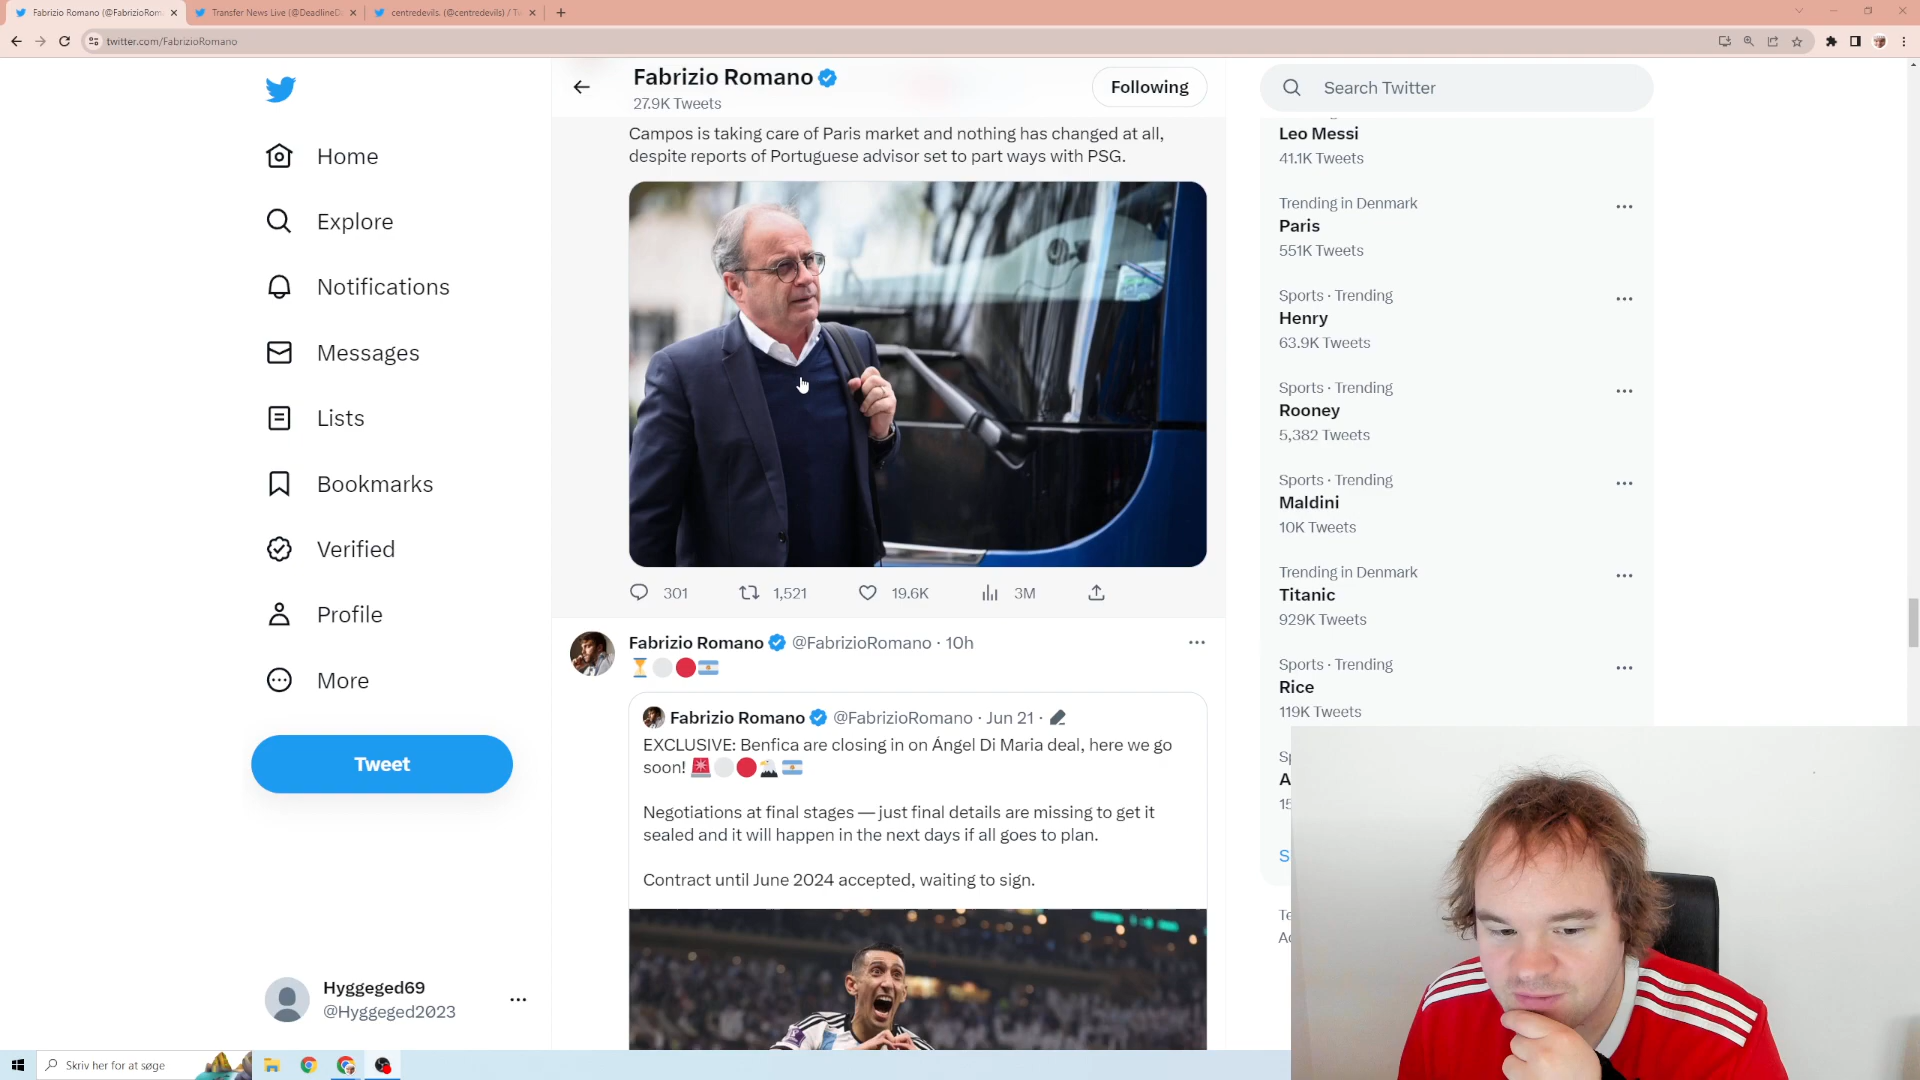 Fabrizio Romano (@FabrizioRom
Transfer News Live (@DeadlineD
centredevils. (@centredevils) / Tw
twitter.com/FabrizioRomano
Home
Explore
Notifications
Messages
Lists
Bookmarks
Verified
Profile
More
Tweet
Hyggeged69
@Hyggeged2023
Fabrizio Romano
27.9K Tweets
Following
Campos is taking care of Paris market and nothing has changed at all,
despite reports of Portuguese advisor set to part ways with PSG.
301 1,521 19.6K 3M
Fabrizio Romano @FabrizioRomano · 10h
Fabrizio Romano @FabrizioRomano · Jun 21 ·
EXCLUSIVE: Benfica are closing in on Ángel Di Maria deal, here we go
soon!
Negotiations at final stages — just final details are missing to get it
sealed and it will happen in the next days if all goes to plan.
Contract until June 2024 accepted, waiting to sign.
Search Twitter
Leo Messi
41.1K Tweets
Trending in Denmark
Paris
551K Tweets
Sports · Trending
Henry
63.9K Tweets
Sports · Trending
Rooney
5,382 Tweets
Sports · Trending
Maldini
10K Tweets
Trending in Denmark
Titanic
929K Tweets
Sports · Trending
Rice
119K Tweets
Skriv her for at søge